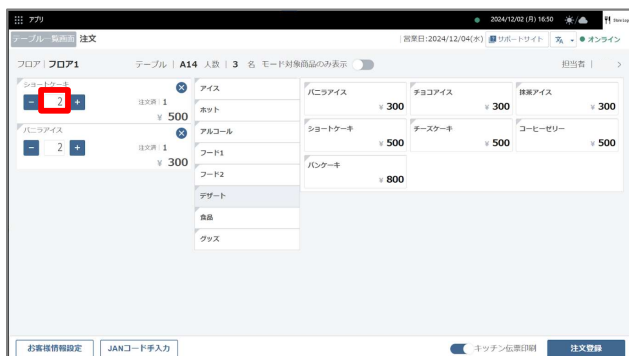 アプリ
2024/12/02 (月) 16:50
テーブル一覧画面 注文
営業日:2024/12/04(水) サポートサイト オンライン
フロア | フロア1 テーブル | A14 人数 | 3 名 モード対象商品のみ表示 担当者 |
ショートケーキ
- 2 + 注文済 | 1
¥ 500
バニラアイス
- 2 + 注文済 | 1
¥ 300
アイス
ホット
アルコール
フード1
フード2
デザート
食品
グッズ
バニラアイス ¥ 300
チョコアイス ¥ 300
抹茶アイス ¥ 300
ショートケーキ ¥ 500
チーズケーキ ¥ 500
コーヒーゼリー ¥ 500
パンケーキ ¥ 800
お客様情報設定 JANコード手入力 キッチン伝票印刷 注文登録